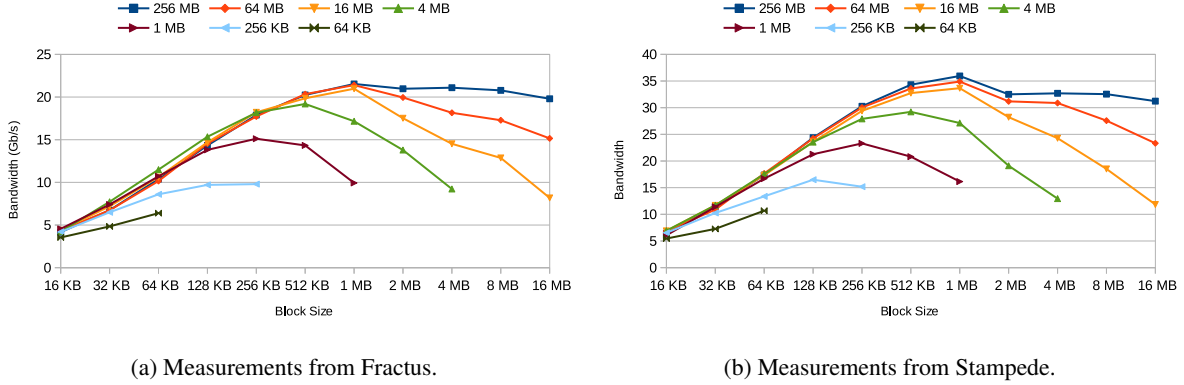 256 MB 64 MB 16 MB 4 MB
1 MB 256 KB 64 KB
25
20
15
10
5
0
Bandwidth (Gb/s)
16 KB 32 KB 64 KB 128 KB 256 KB 512 KB 1 MB 2 MB 4 MB 8 MB 16 MB
Block Size
(a) Measurements from Fractus.
256 MB 64 MB 16 MB 4 MB
1 MB 256 KB 64 KB
40
35
30
25
20
15
10
5
0
Bandwidth
16 KB 32 KB 64 KB 128 KB 256 KB 512 KB 1 MB 2 MB 4 MB 8 MB 16 MB
Block Size
(b) Measurements from Stampede.